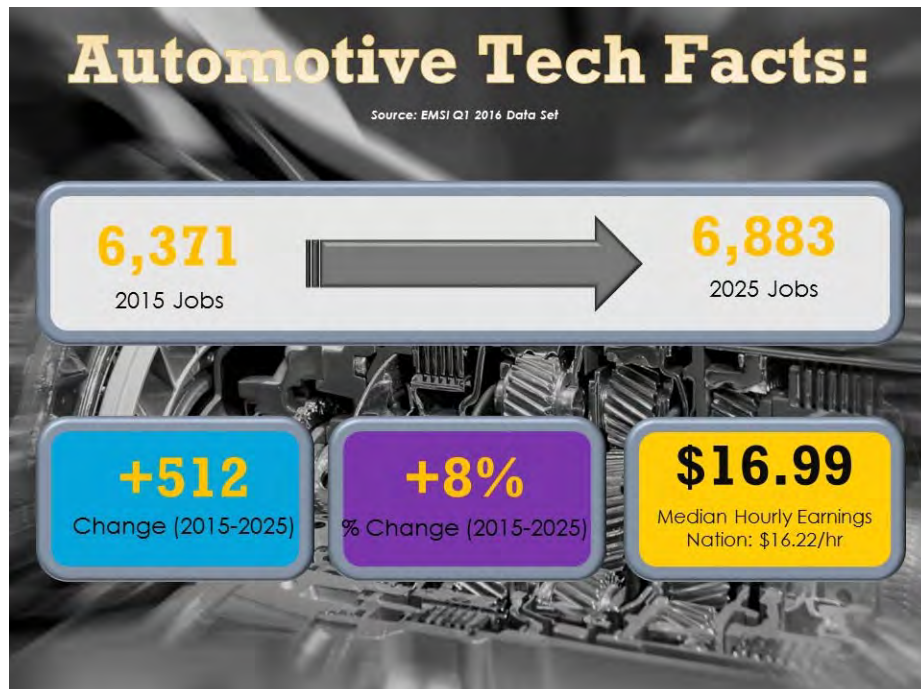 Automotive Tech Facts:
Source: EMSI Q1 2016 Data Set
6,371
2015 Jobs
6,883
2025 Jobs
+512
Change (2015-2025)
+8%
% Change (2015-2025)
$16.99
Median Hourly Earnings
Nation: $16.22/hr